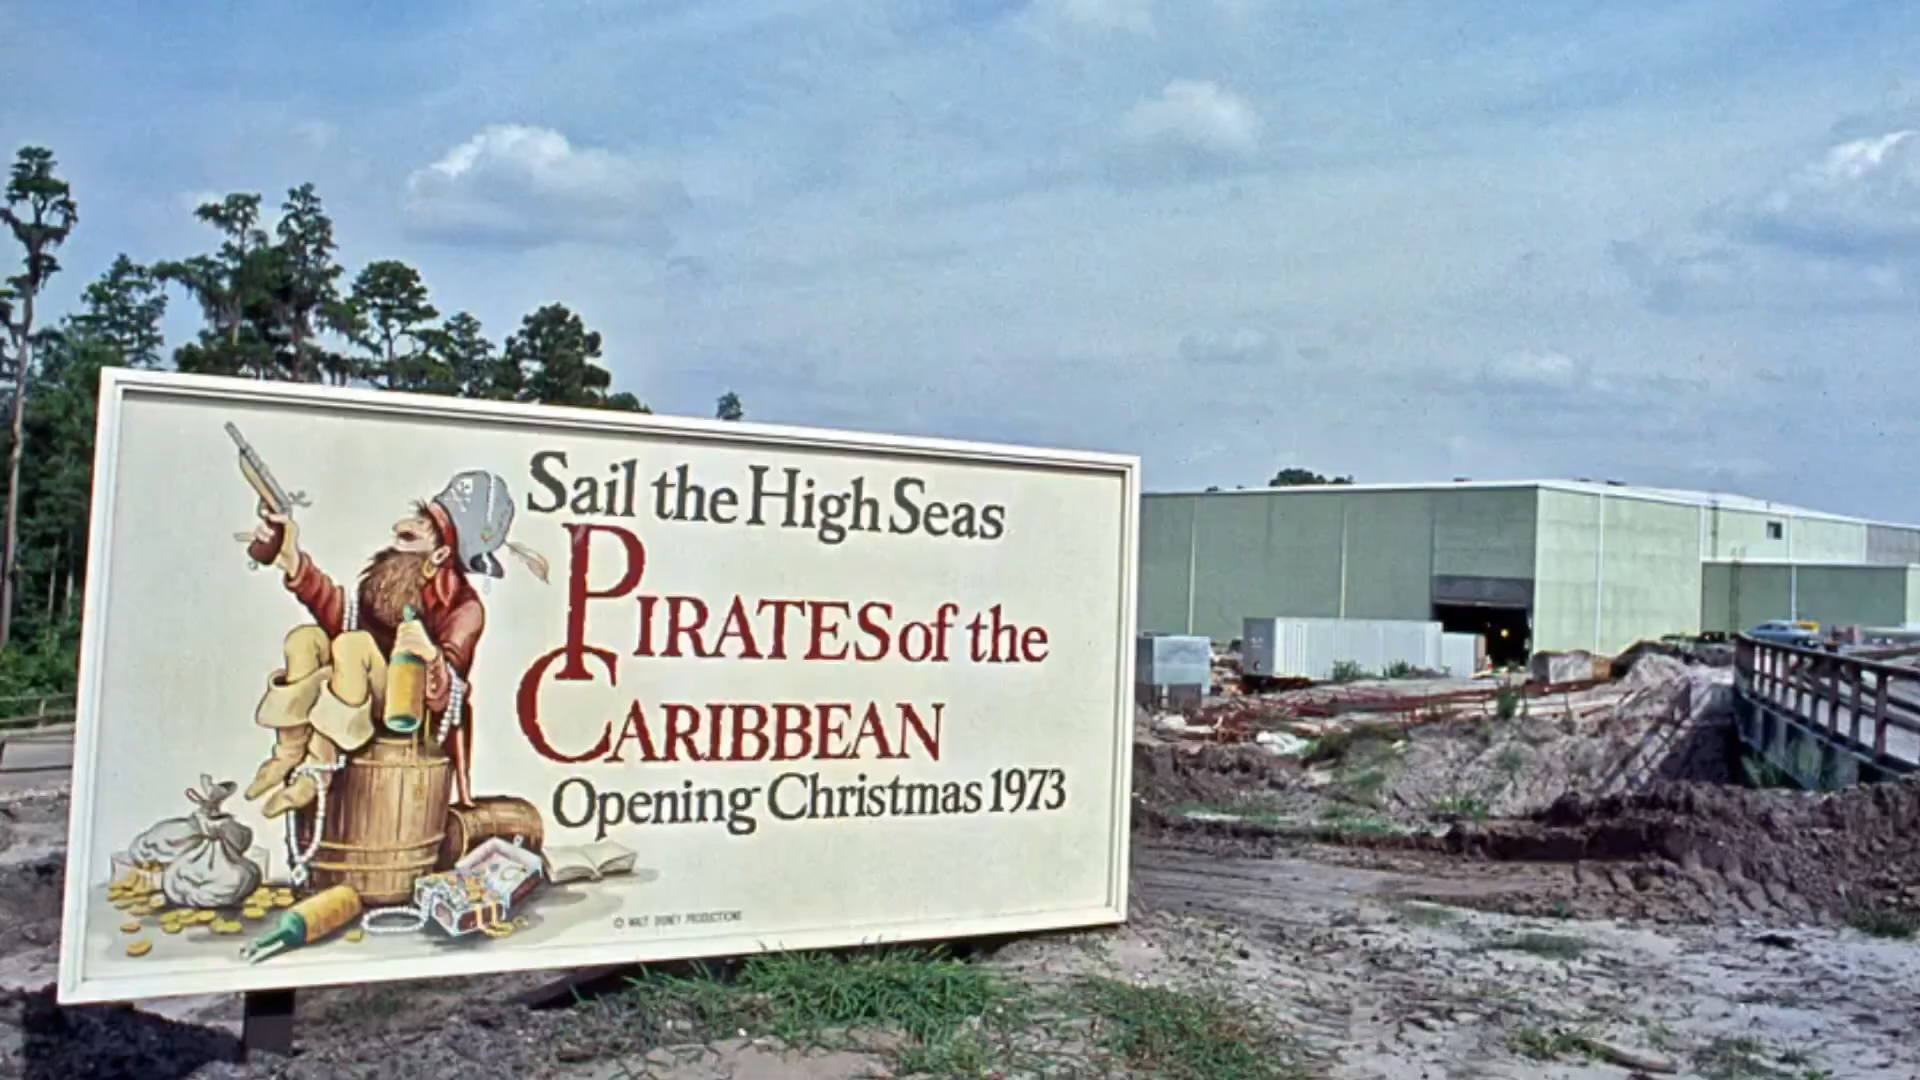 Sail the High Seas
PIRATES of the
CARIBBEAN
Opening Christmas 1973
© WALT DISNEY PRODUCTIONS